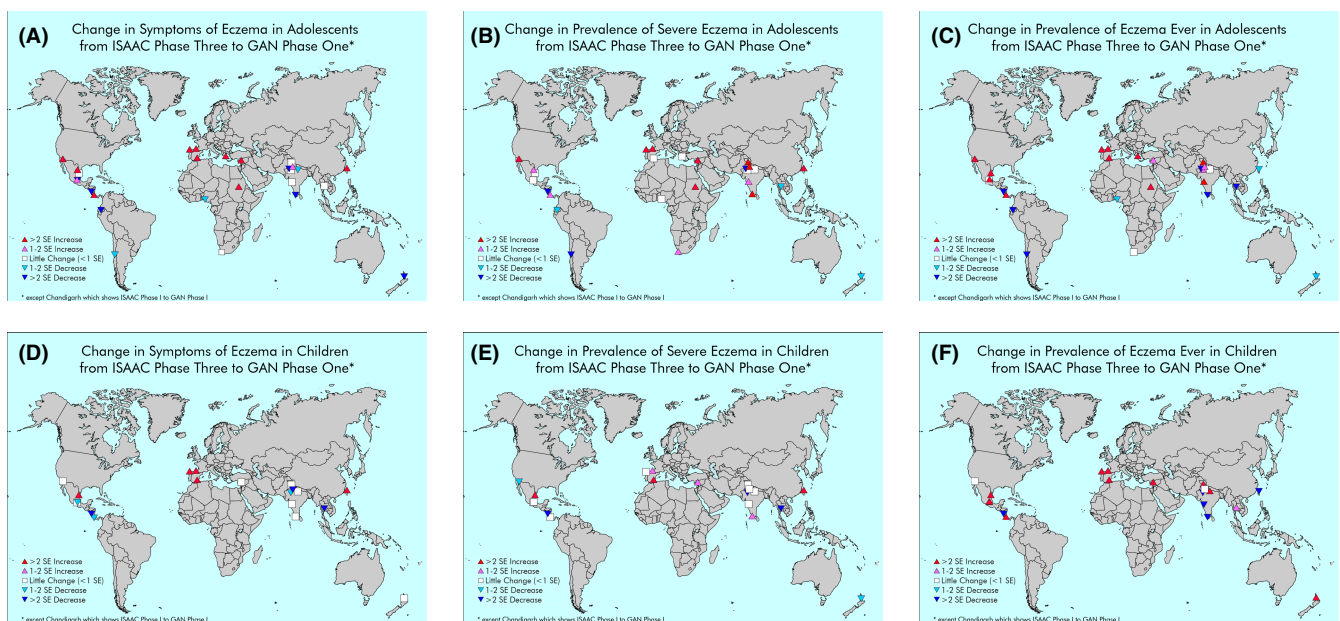 (A) Change in Symptoms of Eczema in Adolescents
from ISAAC Phase Three to GAN Phase One*
>2 SE Increase
1-2 SE Increase
Little Change (<1 SE)
1-2 SE Decrease
>2 SE Decrease
* except Chandigarh which shows ISAAC Phase I to GAN Phase I
(B) Change in Prevalence of Severe Eczema in Adolescents
from ISAAC Phase Three to GAN Phase One*
>2 SE Increase
1-2 SE Increase
Little Change (<1 SE)
1-2 SE Decrease
>2 SE Decrease
* except Chandigarh which shows ISAAC Phase I to GAN Phase I
(C) Change in Prevalence of Eczema Ever in Adolescents
from ISAAC Phase Three to GAN Phase One*
>2 SE Increase
1-2 SE Increase
Little Change (<1 SE)
1-2 SE Decrease
>2 SE Decrease
* except Chandigarh which shows ISAAC Phase I to GAN Phase I
(D) Change in Symptoms of Eczema in Children
from ISAAC Phase Three to GAN Phase One*
>2 SE Increase
1-2 SE Increase
Little Change (<1 SE)
1-2 SE Decrease
>2 SE Decrease
* except Chandigarh which shows ISAAC Phase I to GAN Phase I
(E) Change in Prevalence of Severe Eczema in Children
from ISAAC Phase Three to GAN Phase One*
>2 SE Increase
1-2 SE Increase
Little Change (<1 SE)
1-2 SE Decrease
>2 SE Decrease
* except Chandigarh which shows ISAAC Phase I to GAN Phase I
(F) Change in Prevalence of Eczema Ever in Children
from ISAAC Phase Three to GAN Phase One*
>2 SE Increase
1-2 SE Increase
Little Change (<1 SE)
1-2 SE Decrease
>2 SE Decrease
* except Chandigarh which shows ISAAC Phase I to GAN Phase I